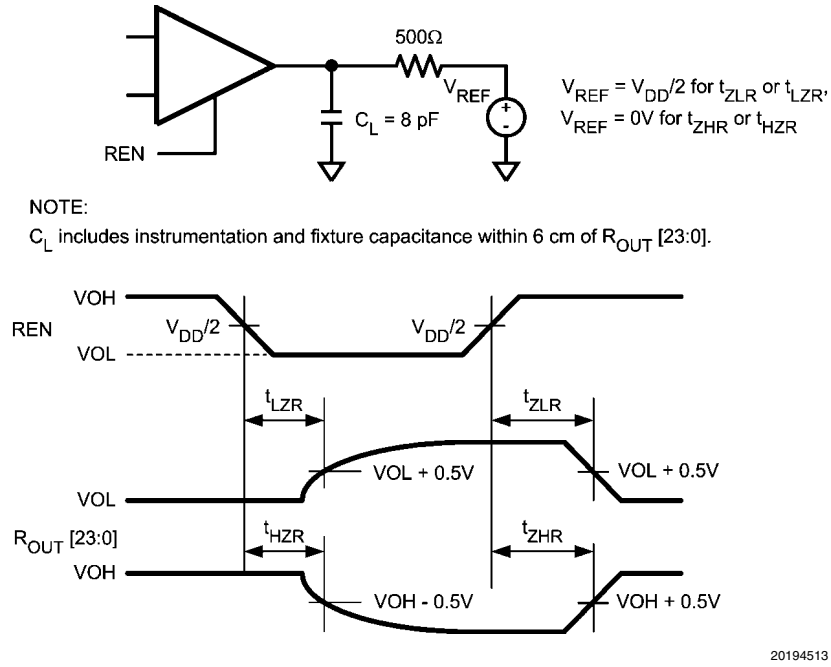 500Ω
V_REF
+
-
C_L = 8 pF
REN
V_REF = V_DD/2 for t_ZLR or t_LZR,
V_REF = 0V for t_ZHR or t_HZR
NOTE:
C_L includes instrumentation and fixture capacitance within 6 cm of R_OUT [23:0].
VOH
REN
V_DD/2
V_DD/2
VOL
t_LZR
t_ZLR
VOL + 0.5V
VOL + 0.5V
VOL
R_OUT [23:0]
t_HZR
t_ZHR
VOH
VOH - 0.5V
VOH + 0.5V
20194513